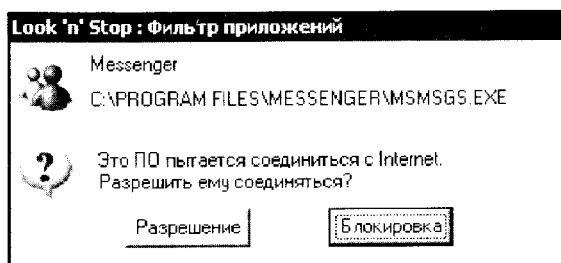 Look 'n' Stop : Фильтр приложений
Messenger
C:\PROGRAM FILES\MESSENGER\MSMSGS.EXE
Это ПО пытается соединиться с Internet.
Разрешить ему соединяться?
Разрешение Блокировка